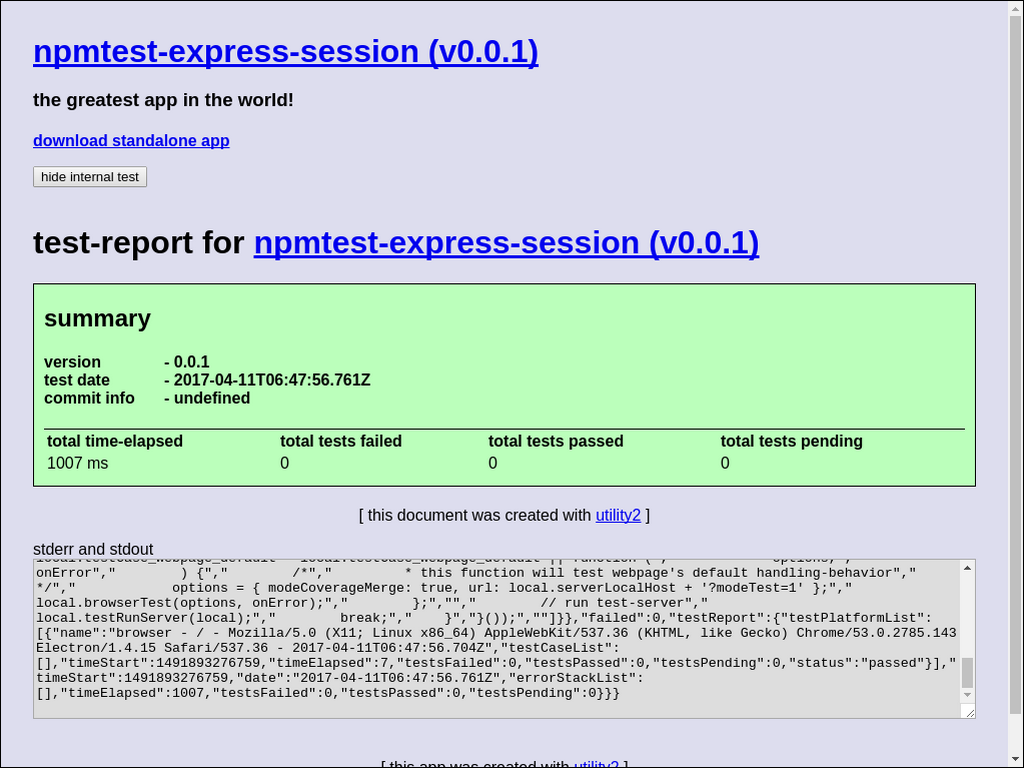 npmtest-express-session (v0.0.1)
the greatest app in the world!
download standalone app
hide internal test
test-report for npmtest-express-session (v0.0.1)
summary
version - 0.0.1
test date - 2017-04-11T06:47:56.761Z
commit info - undefined
total time-elapsed total tests failed total tests passed total tests pending
1007 ms 0 0 0
[ this document was created with utility2 ]
stderr and stdout
onError","        ) {","        /*","         * this function will test webpage's default handling-behavior","
*/","            options = { modeCoverageMerge: true, url: local.serverLocalHost + '?modeTest=1' };","
local.browserTest(options, onError);","        };",""," // run test-server","
local.testRunServer(local);","        break;","    }","}());",""]}},"failed":0,"testReport":{"testPlatformList":
[{"name":"browser - / - Mozilla/5.0 (X11; Linux x86_64) AppleWebKit/537.36 (KHTML, like Gecko) Chrome/53.0.2785.143
Electron/1.4.15 Safari/537.36 - 2017-04-11T06:47:56.704Z","testCaseList":
[],"timeStart":1491893276759,"timeElapsed":7,"testsFailed":0,"testsPassed":0,"testsPending":0,"status":"passed"}],"
timeStart":1491893276759,"date":"2017-04-11T06:47:56.761Z","errorStackList":
[],"timeElapsed":1007,"testsFailed":0,"testsPassed":0,"testsPending":0}}}
[ this app was created with utility2 ]